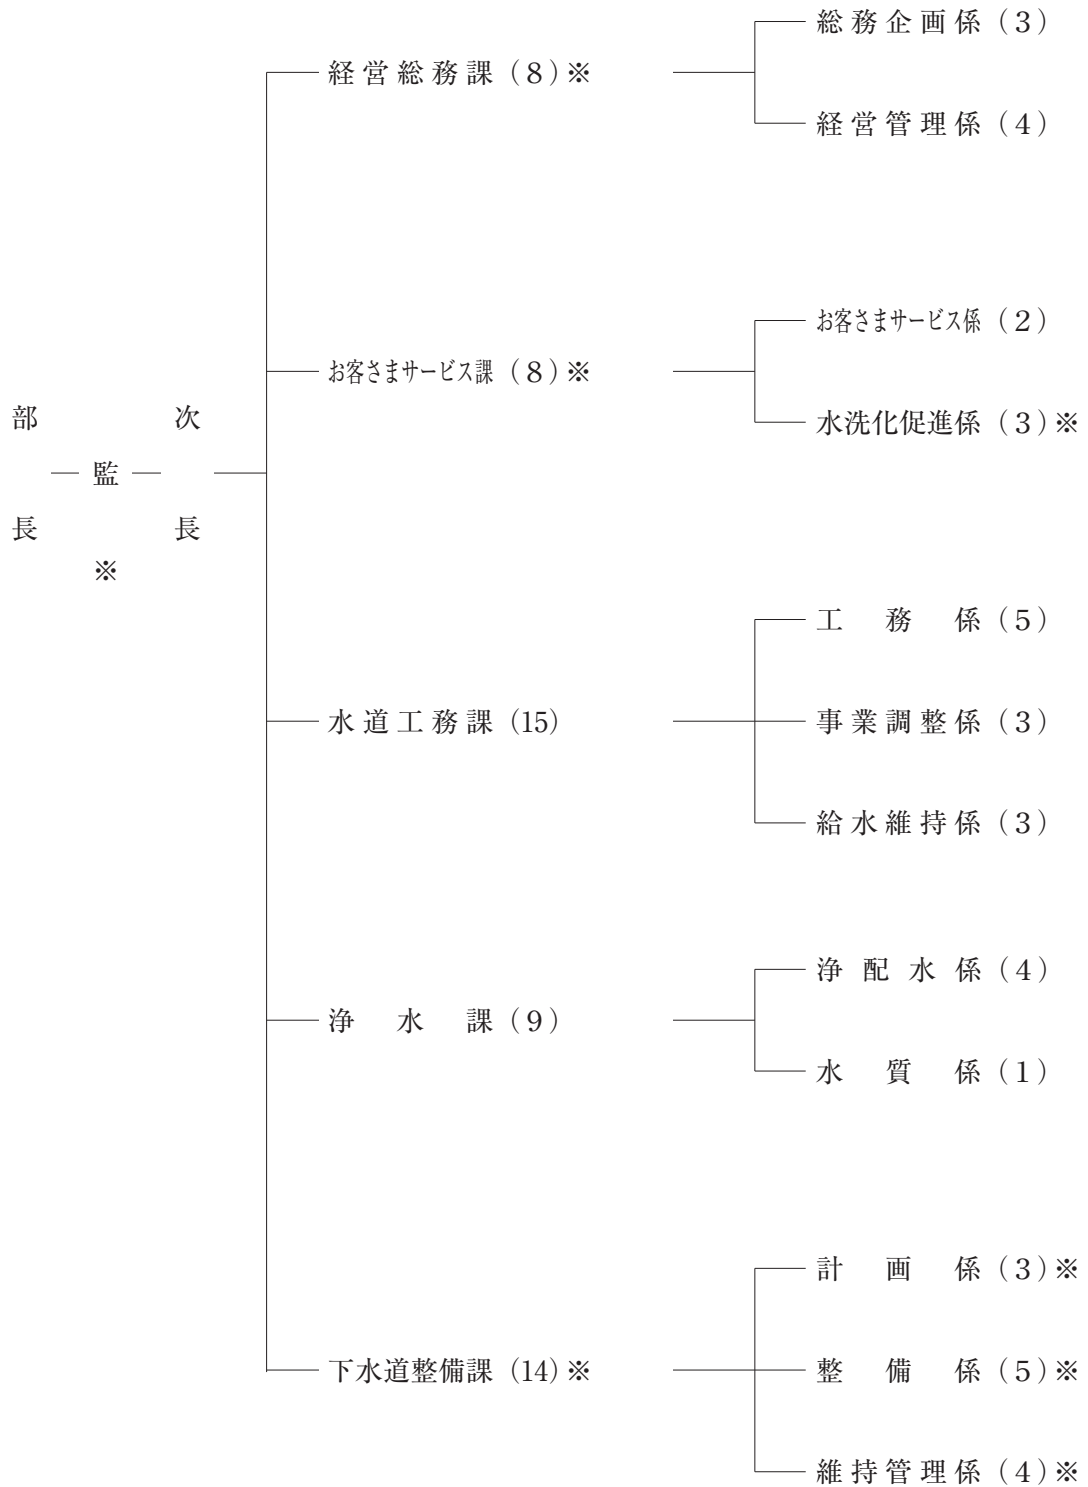 部長
監
※
次長
経営総務課（8）※
総務企画係（3）
経営管理係（4）
お客さまサービス課（8）※
お客さまサービス係（2）
水洗化促進係（3）※
水道工務課（15）
工務係（5）
事業調整係（3）
給水維持係（3）
浄水課（9）
浄配水係（4）
水質係（1）
下水道整備課（14）※
計画係（3）※
整備係（5）※
維持管理係（4）※